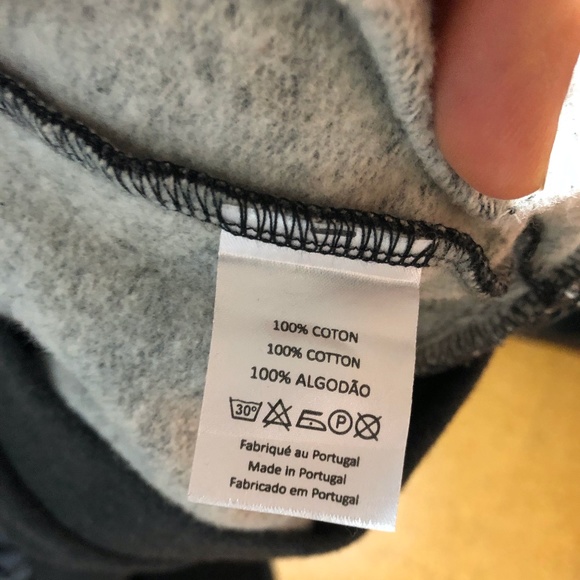 100% COTON
100% COTTON
100% ALGODÃO
30° P
Fabriqué au Portugal
Made in Portugal
Fabricado em Portugal